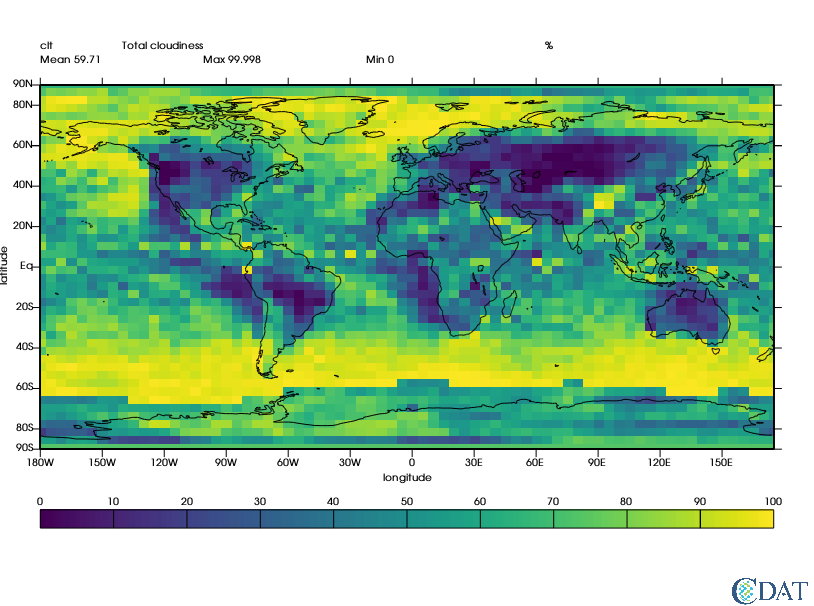 clt Total cloudiness %
Mean 59.71 Max 99.998 Min 0
90N
80N
60N
40N
20N
Eq
20S
40S
60S
80S
90S
latitude
180W 150W 120W 90W 60W 30W 0 30E 60E 90E 120E 150E
longitude
0 10 20 30 40 50 60 70 80 90 100
CDAT